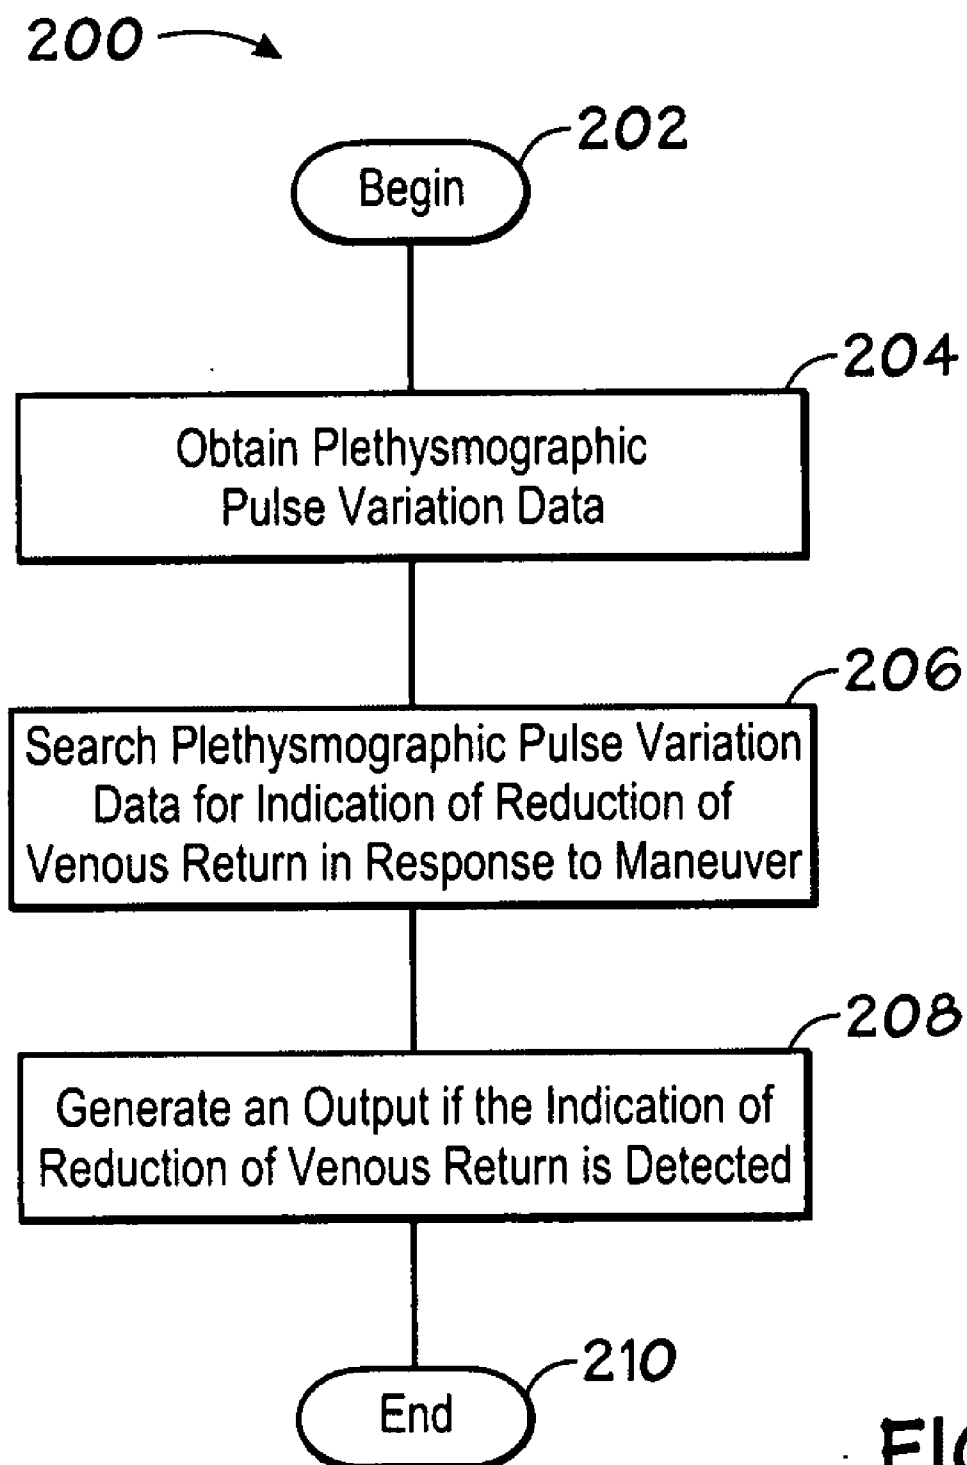 200
202
Begin
204
Obtain Plethysmographic
Pulse Variation Data
206
Search Plethysmographic Pulse Variation
Data for Indication of Reduction of
Venous Return in Response to Maneuver
208
Generate an Output if the Indication of
Reduction of Venous Return is Detected
210
End